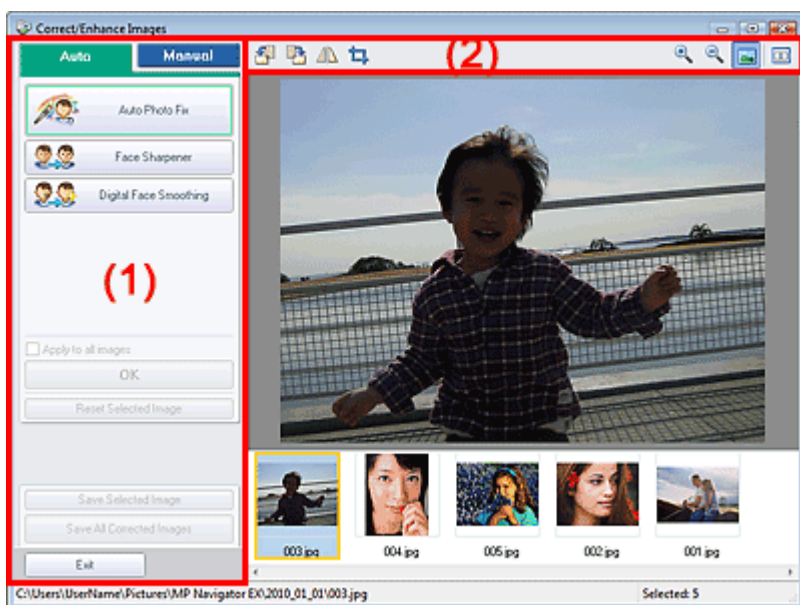 Correct/Enhance Images
Auto Manual
(2)
Auto Photo Fix
Face Sharpener
Digital Face Smoothing
(1)
Apply to all images
OK
Reset Selected Image
Save Selected Image
Save All Corrected Images
Exit
003.jpg 004.jpg 005.jpg 002.jpg 001.jpg
C:\Users\UserName\Pictures\MP Navigator EX\2010_01_01\003.jpg Selected: 5